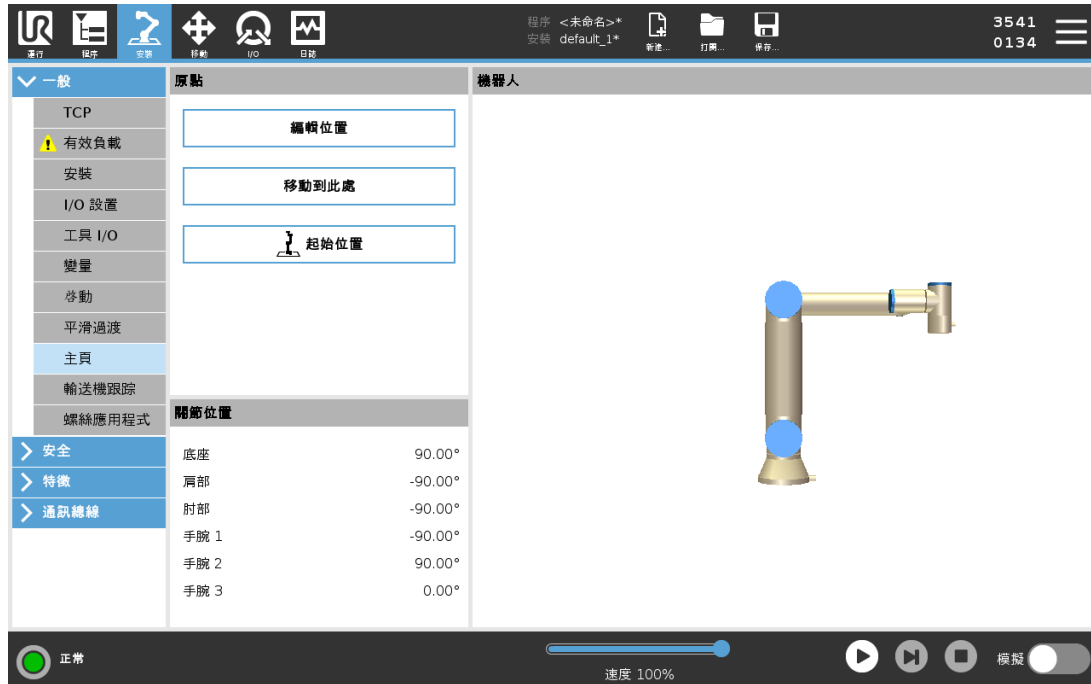 UR
運行
程序
安裝
移動
I/O
日誌
程序 <未命名>*
安裝 default_1*
新建...
打開...
保存...
3541
0134
一般
TCP
有效負載
安裝
I/O 設置
工具 I/O
變量
啓動
平滑過渡
主頁
輸送機跟踪
螺絲應用程式
安全
特徵
通訊總線
原點
編輯位置
移動到此處
起始位置
關節位置
底座 90.00°
肩部 -90.00°
肘部 -90.00°
手腕 1 -90.00°
手腕 2 90.00°
手腕 3 0.00°
機器人
正常
速度 100%
模擬